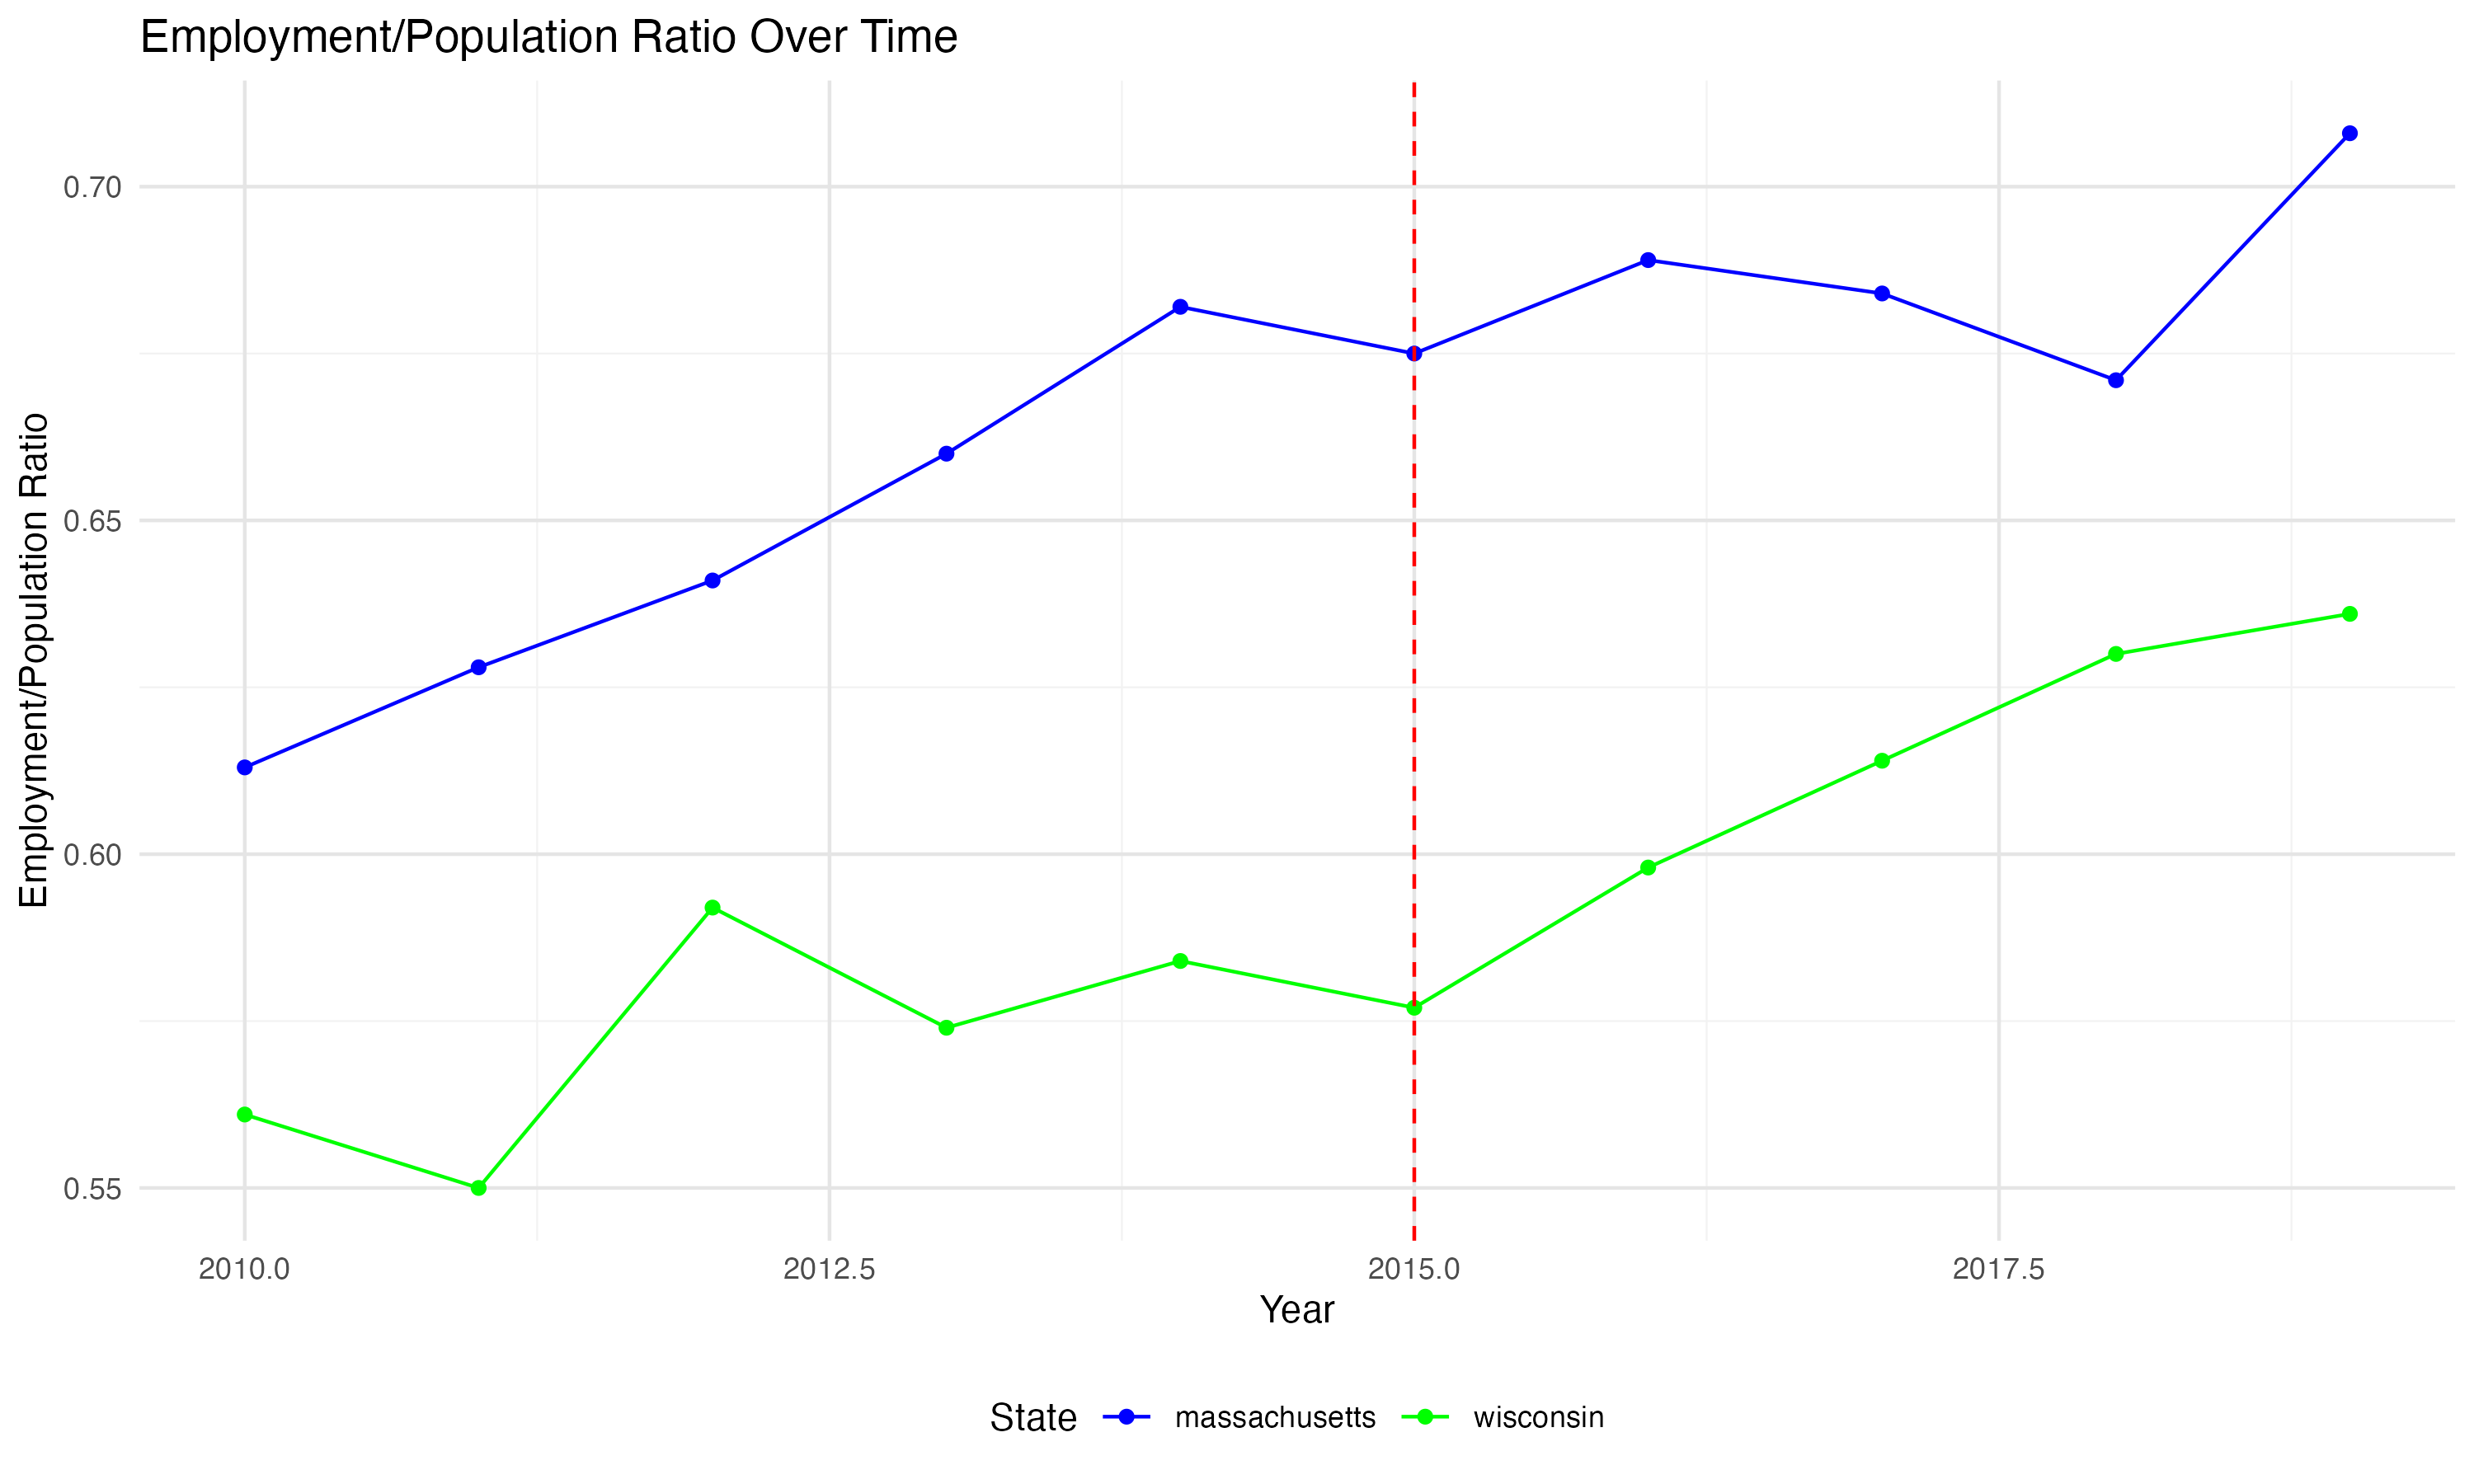 Employment/Population Ratio Over Time
Employment/Population Ratio
0.70
0.65
0.60
0.55
2010.0 2012.5 2015.0 2017.5
Year
State massachusetts wisconsin